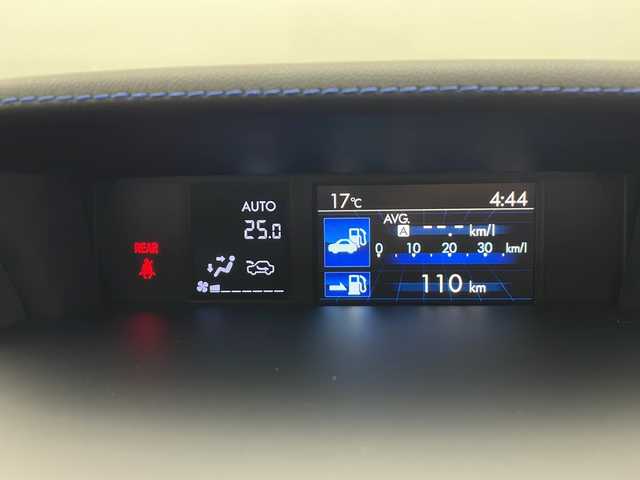 REAR
AUTO
25.0
17°C 4:44
AVG.
A --.- km/l
0 10 20 30 km/l
110 km